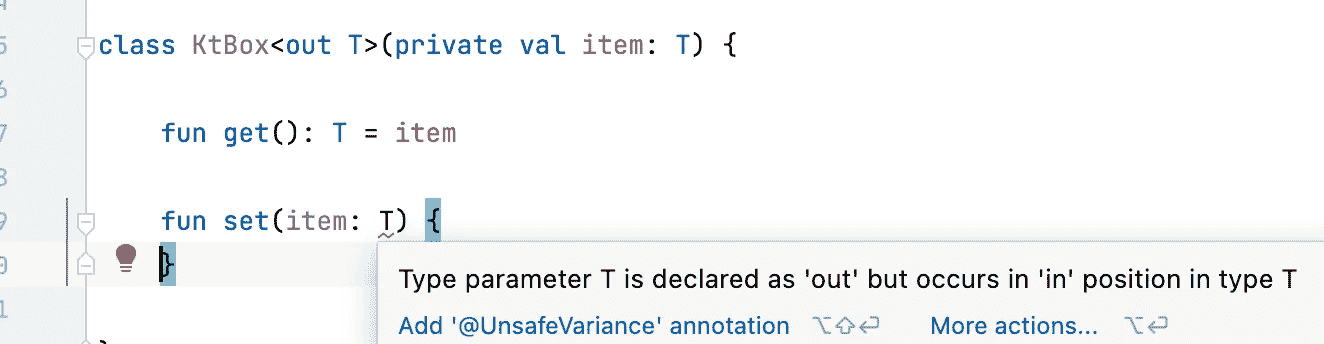 5 class KtBox<out T>(private val item: T) {
6
7 fun get(): T = item
8
9 fun set(item: T) {
0 }
Type parameter T is declared as 'out' but occurs in 'in' position in type T
1
Add '@UnsafeVariance' annotation ⌥⇧⏎ More actions... ⌥⏎
}